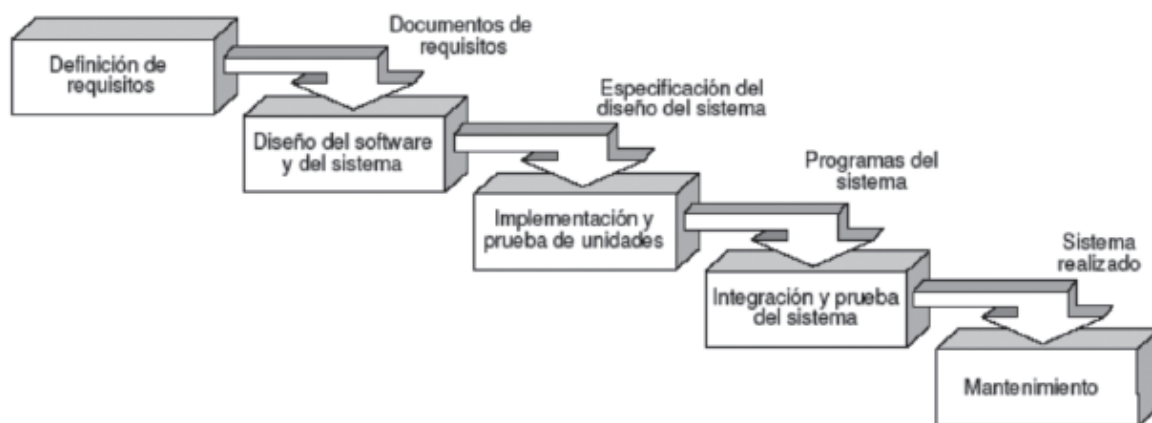 Definición de
requisitos
Documentos de
requisitos
Diseño del software
y del sistema
Especificación del
diseño del sistema
Implementación y
prueba de unidades
Programas del
sistema
Integración y prueba
del sistema
Sistema
realizado
Mantenimiento